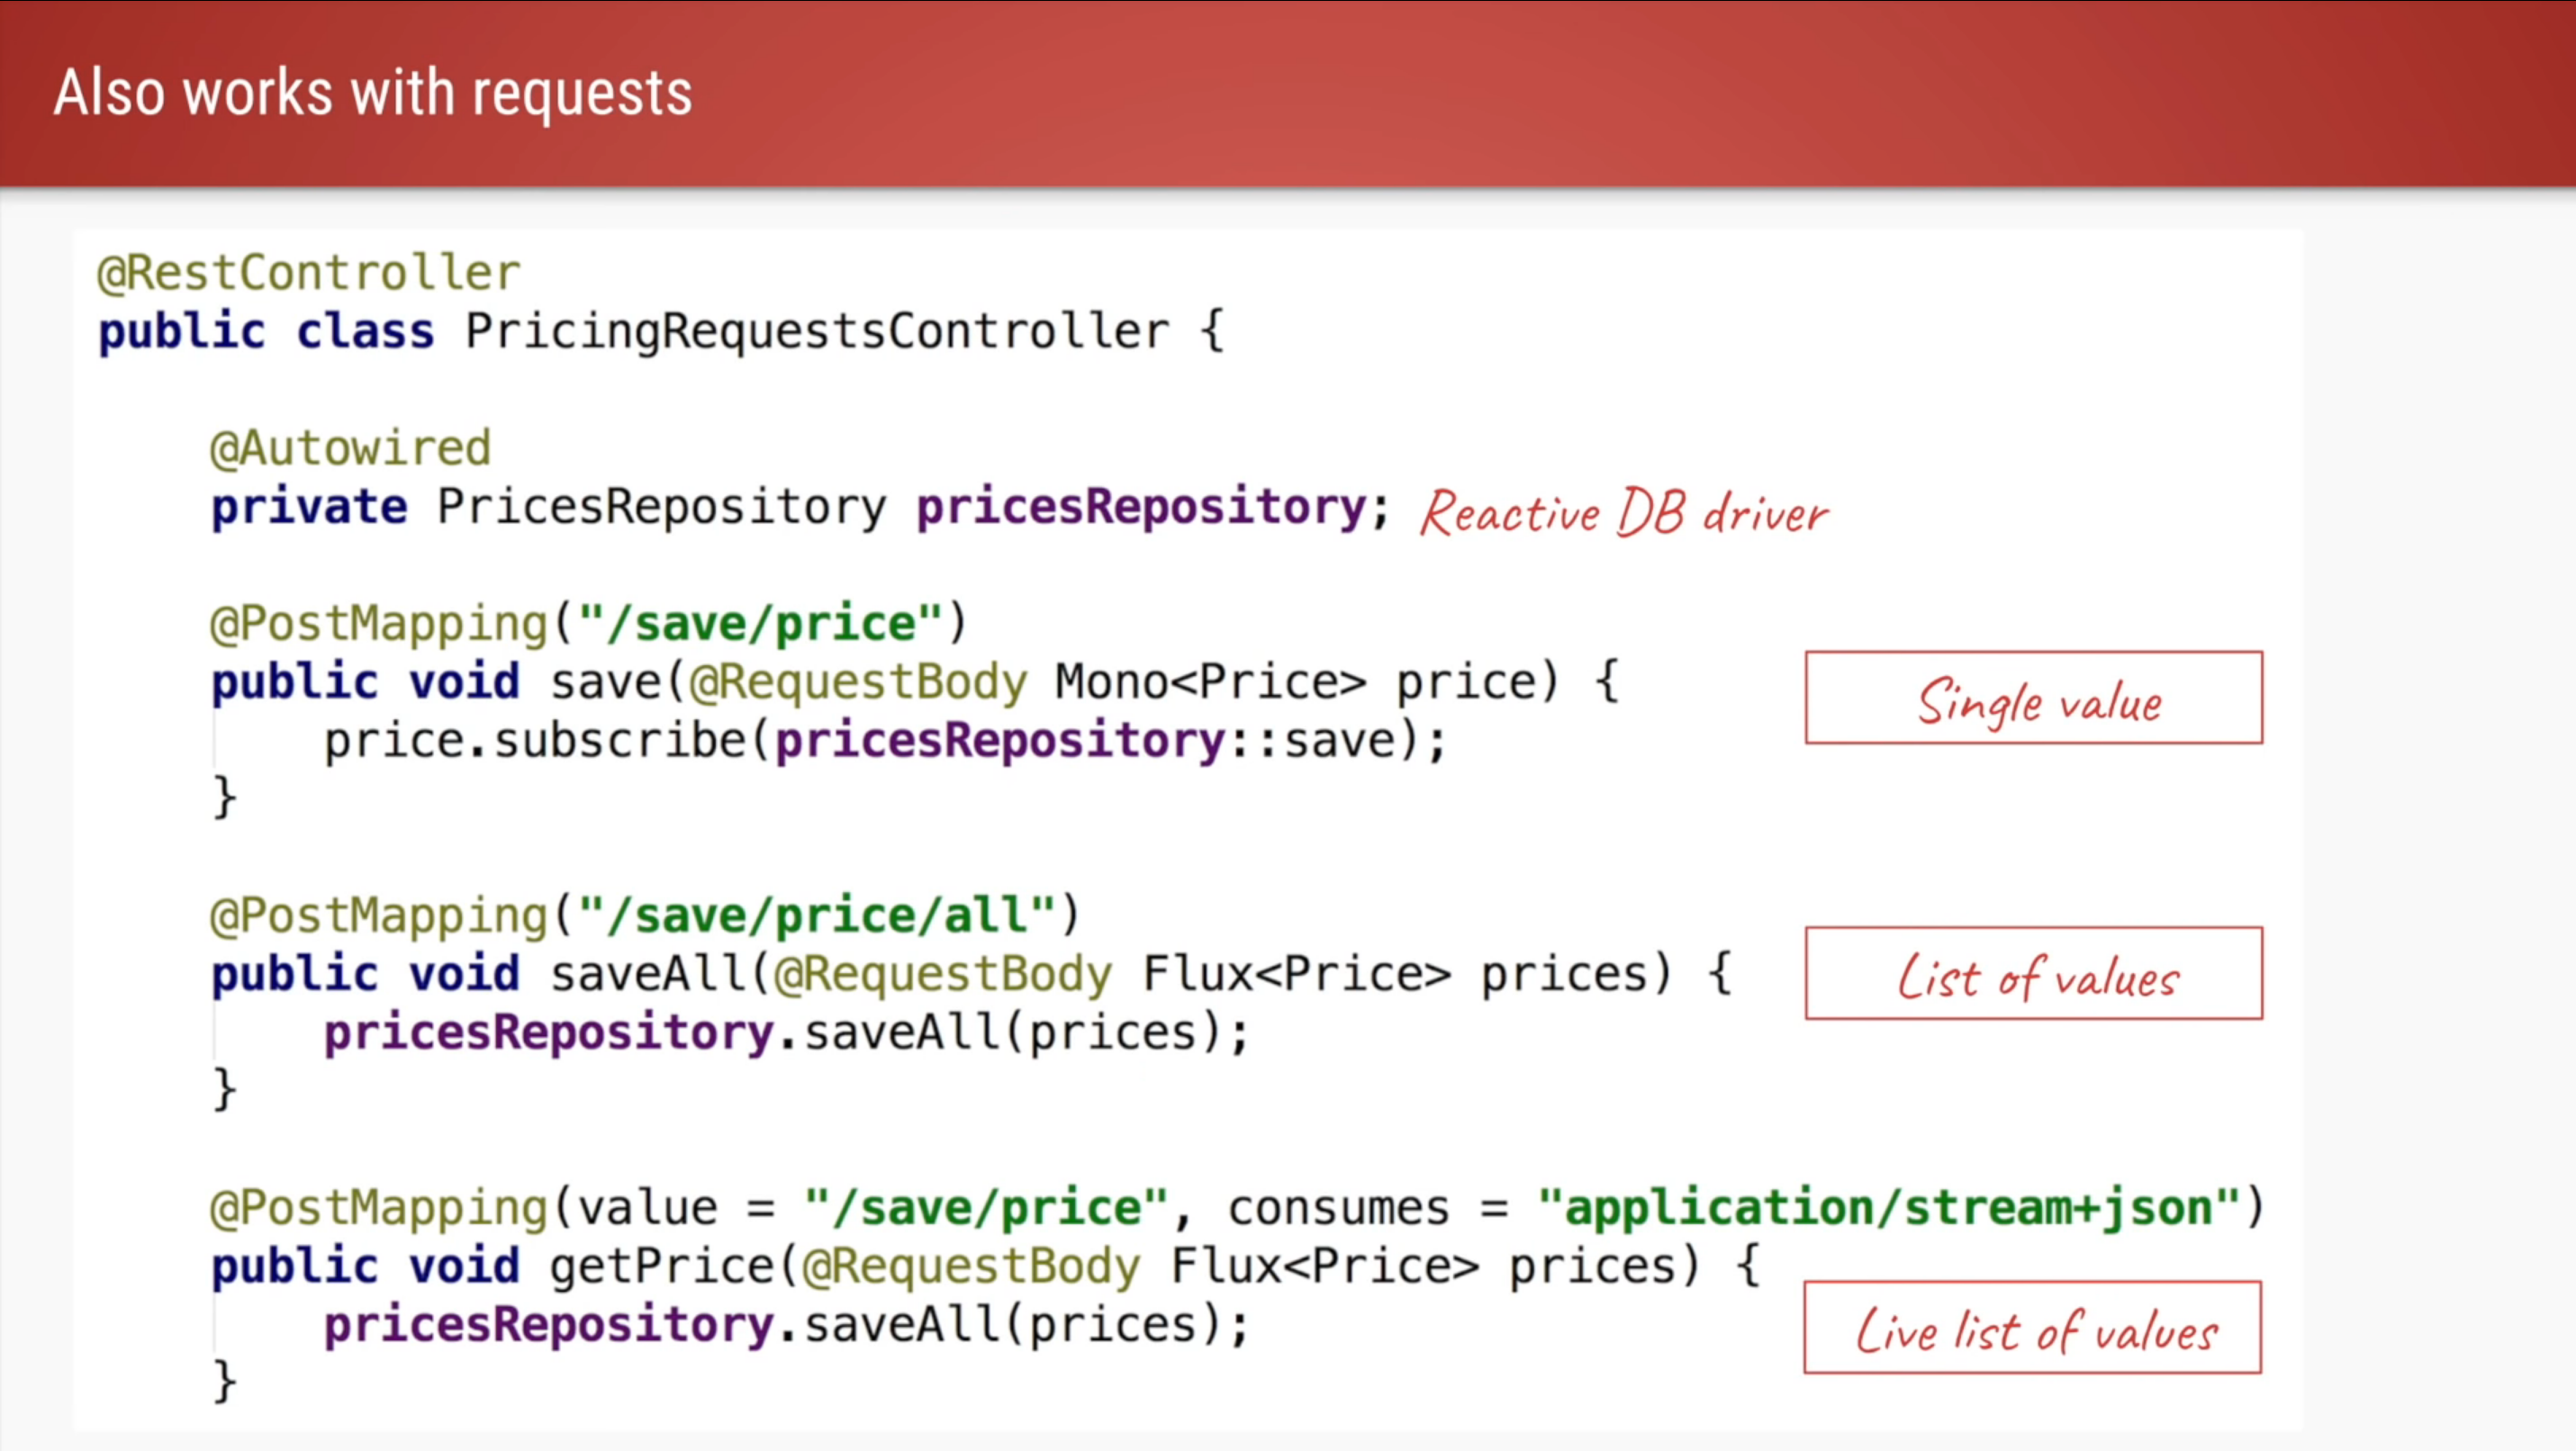 Also works with requests
@RestController
public class PricingRequestsController {
@Autowired
private PricesRepository pricesRepository; Reactive DB driver
@PostMapping("/save/price")
public void save(@RequestBody Mono<Price> price) {
Single value
price.subscribe(pricesRepository::save);
}
@PostMapping("/save/price/all")
public void saveAll(@RequestBody Flux<Price> prices) {
List of values
pricesRepository.saveAll(prices);
}
@PostMapping(value = "/save/price", consumes = "application/stream+json")
public void getPrice(@RequestBody Flux<Price> prices) {
pricesRepository.saveAll(prices);
Live list of values
}